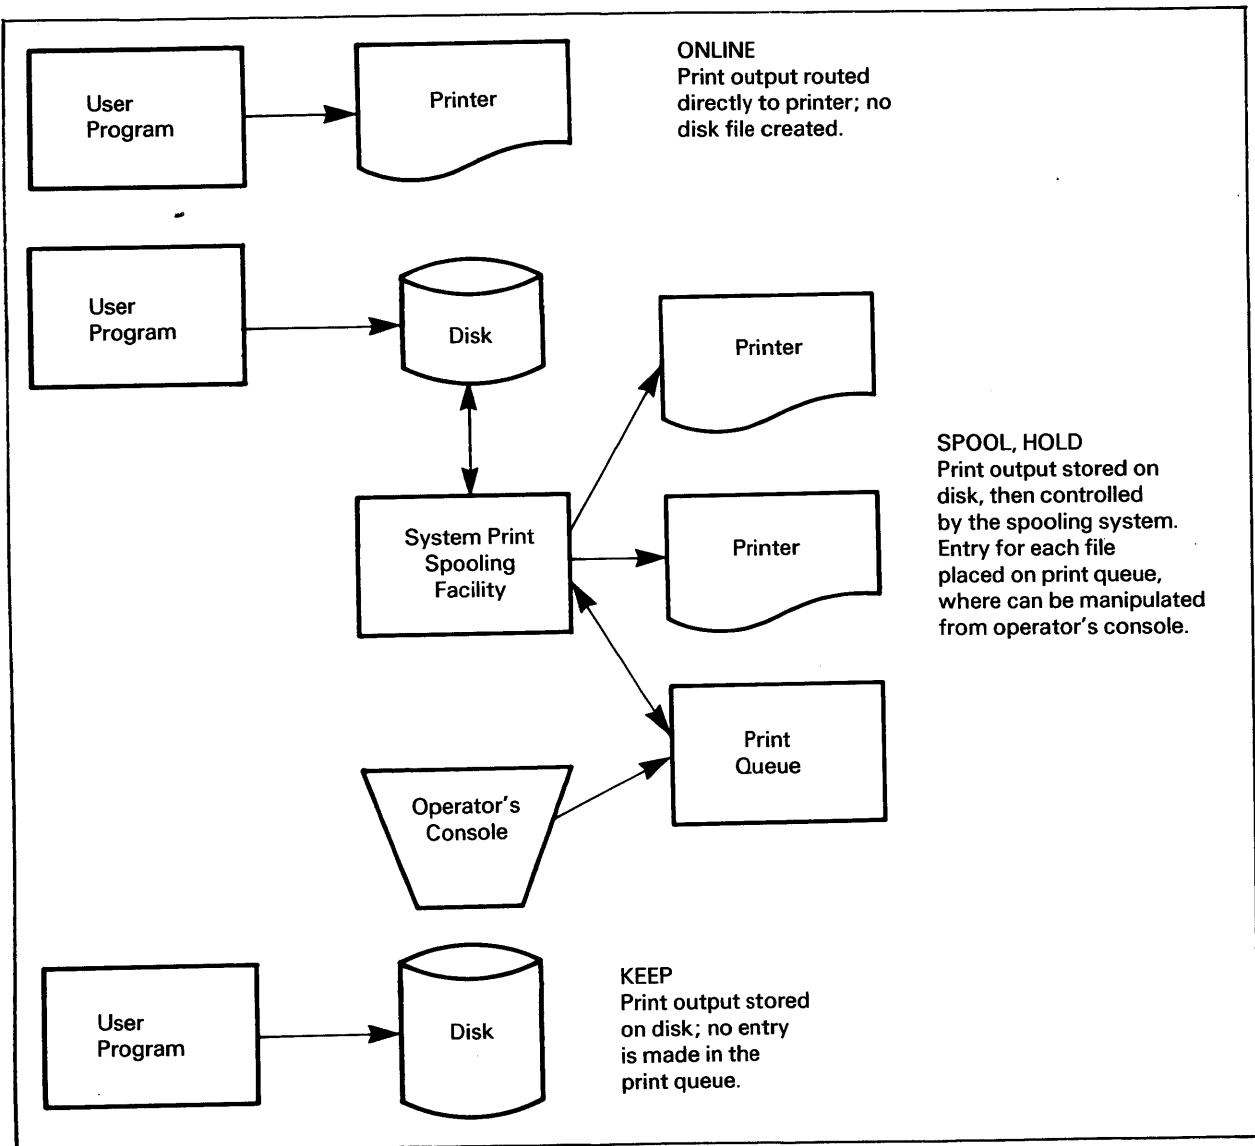 User
Program
Printer
ONLINE
Print output routed
directly to printer; no
disk file created.
User
Program
Disk
Printer
System Print
Spooling
Facility
Printer
SPOOL, HOLD
Print output stored on
disk, then controlled
by the spooling system.
Entry for each file
placed on print queue,
where can be manipulated
from operator's console.
Print
Queue
Operator's
Console
User
Program
Disk
KEEP
Print output stored
on disk; no entry
is made in the
print queue.